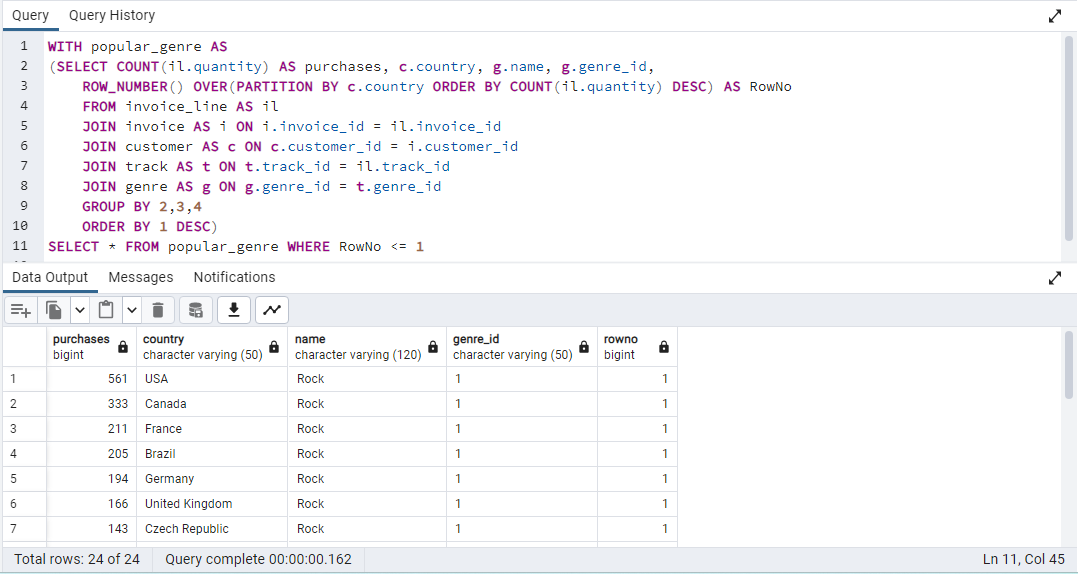 Query Query History
1 WITH popular_genre AS
2 (SELECT COUNT(il.quantity) AS purchases, c.country, g.name, g.genre_id,
3 ROW_NUMBER() OVER(PARTITION BY c.country ORDER BY COUNT(il.quantity) DESC) AS RowNo
4 FROM invoice_line AS il
5 JOIN invoice AS i ON i.invoice_id = il.invoice_id
6 JOIN customer AS c ON c.customer_id = i.customer_id
7 JOIN track AS t ON t.track_id = il.track_id
8 JOIN genre AS g ON g.genre_id = t.genre_id
9 GROUP BY 2,3,4
10 ORDER BY 1 DESC)
11 SELECT * FROM popular_genre WHERE RowNo <= 1
Data Output Messages Notifications
purchases country name genre_id rowno
bigint character varying (50) character varying (120) character varying (50) bigint
1 561 USA Rock 1 1
2 333 Canada Rock 1 1
3 211 France Rock 1 1
4 205 Brazil Rock 1 1
5 194 Germany Rock 1 1
6 166 United Kingdom Rock 1 1
7 143 Czech Republic Rock 1 1
Total rows: 24 of 24 Query complete 00:00:00.162 Ln 11, Col 45